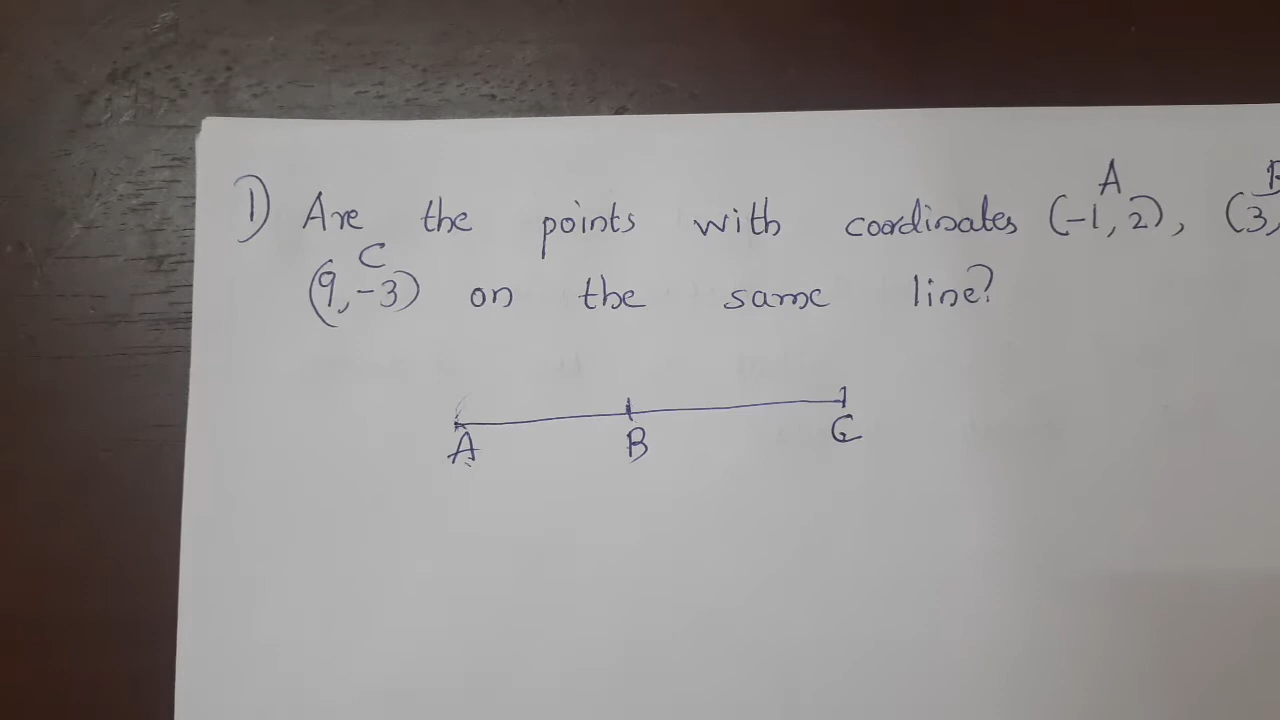 1) Are the points with coordinates (-1,2), (3,
A
C
(9,-3) on the same line?
A B C